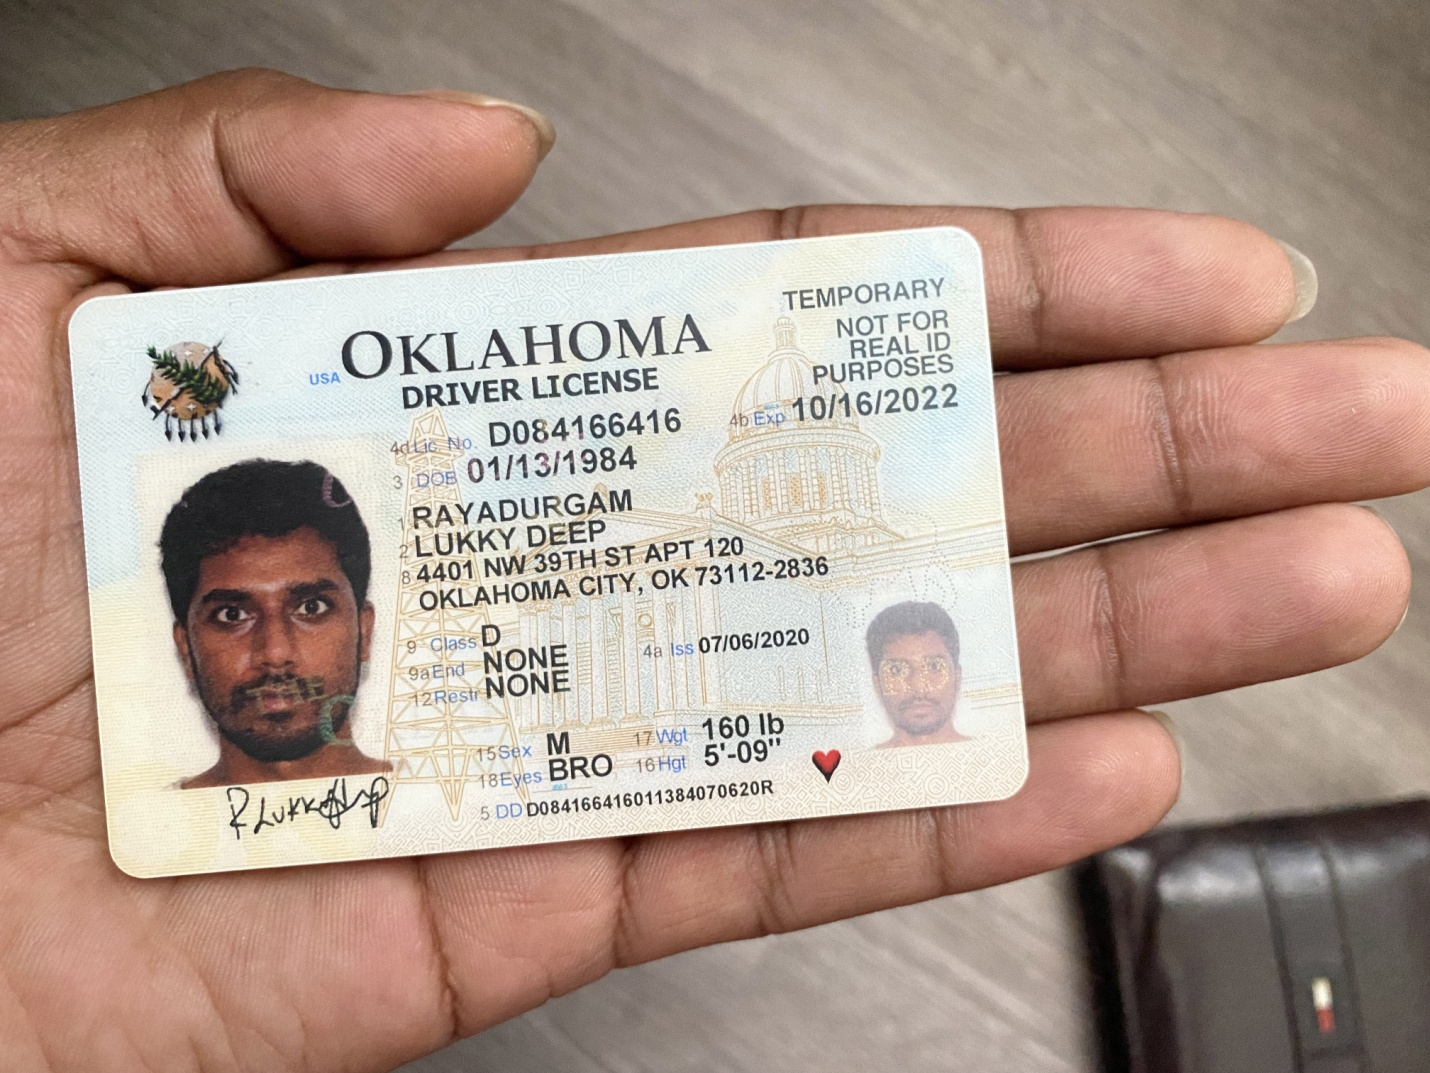 USA OKLAHOMA
DRIVER LICENSE
TEMPORARY
NOT FOR
REAL ID
PURPOSES
4d Lic. No. D084166416
4b Exp 10/16/2022
3 DOB 01/13/1984
1 RAYADURGAM
2 LUKKY DEEP
8 4401 NW 39TH ST APT 120
OKLAHOMA CITY, OK 73112-2836
9 Class D
4a Iss 07/06/2020
9a End NONE
12 Restr NONE
15 Sex M
17 Wgt 160 lb
18 Eyes BRO
16 Hgt 5'-09"
5 DD D084166416011384070620R